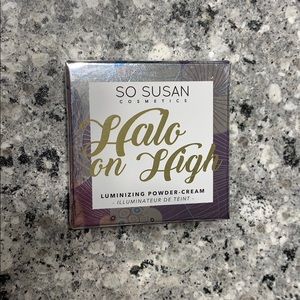 SO SUSAN
COSMETICS
Halo
on High
LUMINIZING POWDER-CREAM
- ILLUMINATEUR DE TEINT -